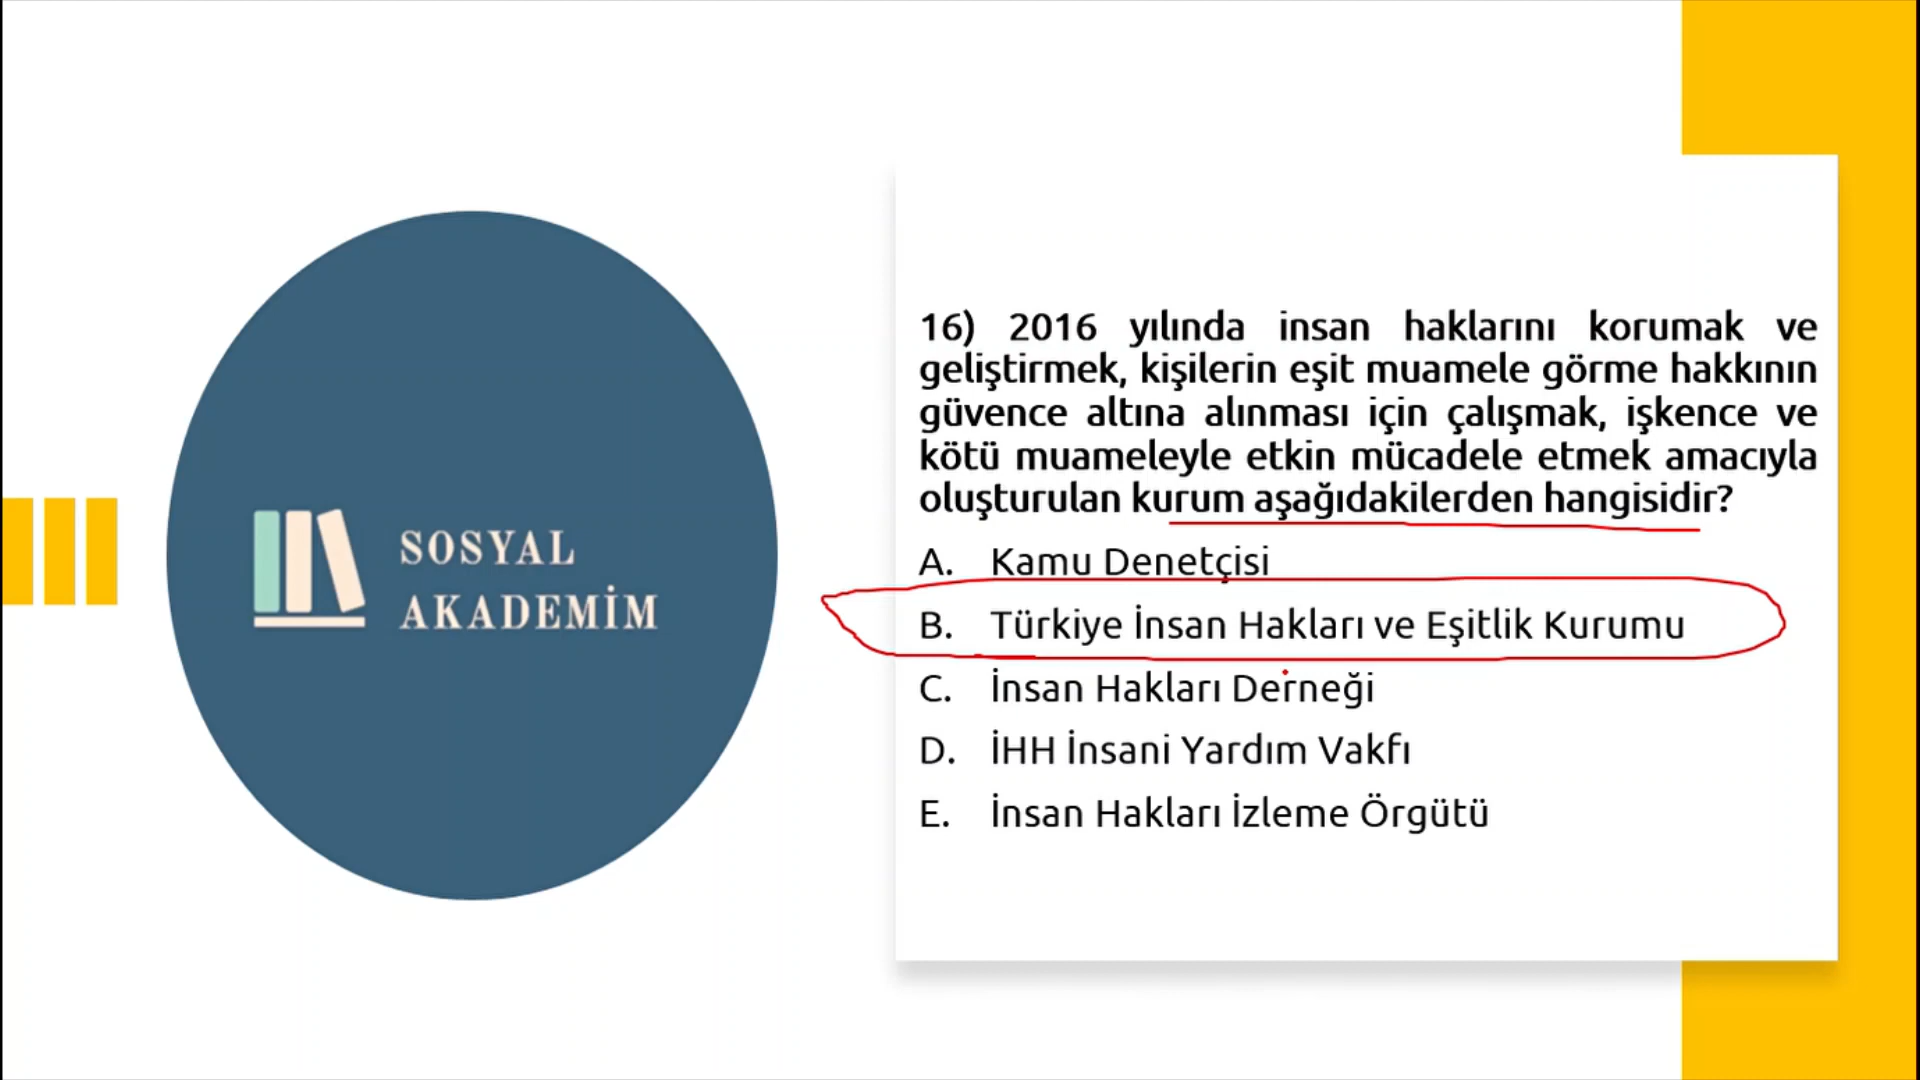 SOSYAL
AKADEMİM
16) 2016 yılında insan haklarını korumak ve
geliştirmek, kişilerin eşit muamele görme hakkının
güvence altına alınması için çalışmak, işkence ve
kötü muameleyle etkin mücadele etmek amacıyla
oluşturulan kurum aşağıdakilerden hangisidir?
A. Kamu Denetçisi
B. Türkiye İnsan Hakları ve Eşitlik Kurumu
C. İnsan Hakları Derneği
D. İHH İnsani Yardım Vakfı
E. İnsan Hakları İzleme Örgütü